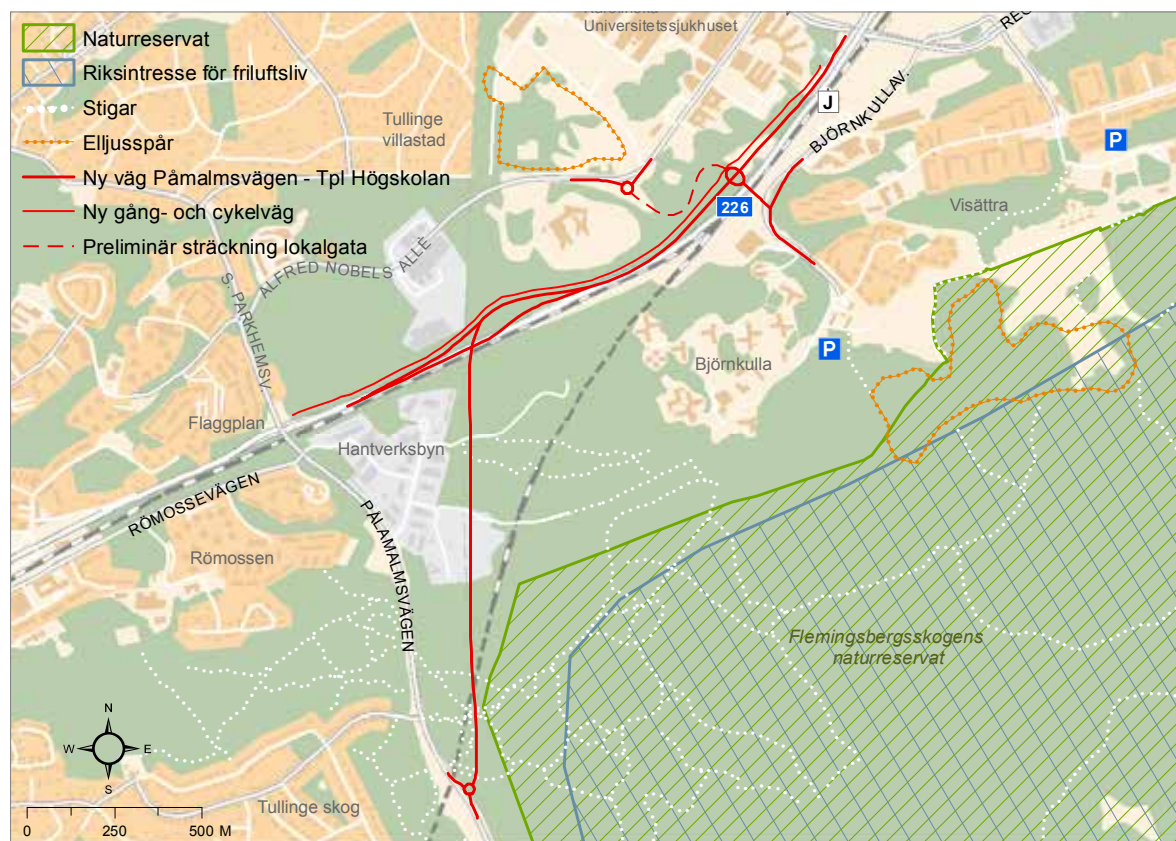 Naturreservat
Riksintresse för friluftsliv
Stigar
Elljusspår
Ny väg Påmalmsvägen - Tpl Högskolan
Ny gång- och cykelväg
Preliminär sträckning lokalgata
Universitetssjukhuset
Tullinge
villastad
J
BJÖRNKULLAV.
P
226
Visättra
ALFRED NOBELS ALLÈ
S. PARKHEMSV.
P
Björnkulla
Flaggplan
Hantverksbyn
RÖMOSSEVÄGEN
PÅLAMALMSVÄGEN
Römossen
Flemingsbergsskogens
naturreservat
N
W E
S
Tullinge skog
0 250 500 M